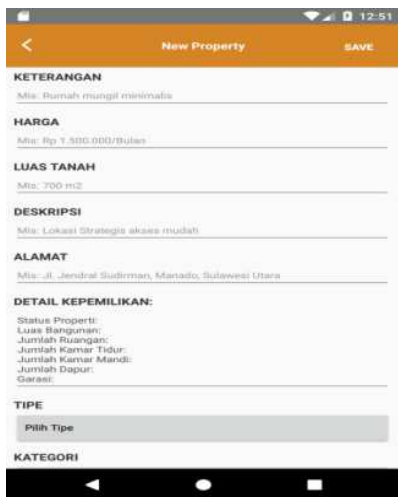 12:51
New Property
SAVE
KETERANGAN
Mis: Rumah mungil minimalis
HARGA
Mis: Rp 1.500.000/Bulan
LUAS TANAH
Mis: 700 m2
DESKRIPSI
Mis: Lokasi Strategis akses mudah
ALAMAT
Mis: Jl. Jendral Sudirman, Manado, Sulawesi Utara
DETAIL KEPEMILIKAN:
Status Properti:
Luas Bangunan:
Jumlah Ruangan:
Jumlah Kamar Tidur:
Jumlah Kamar Mandi:
Jumlah Dapur:
Garasi:
TIPE
Pilih Tipe
KATEGORI